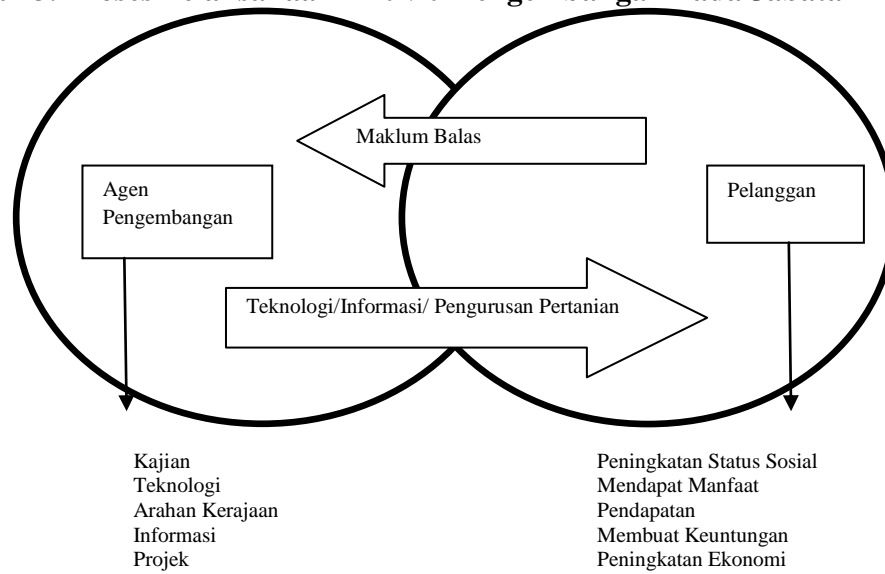 Maklum Balas
Agen
Pengembangan
Pelanggan
Teknologi/Informasi/ Pengurusan Pertanian
Kajian
Teknologi
Arahan Kerajaan
Informasi
Projek
Peningkatan Status Sosial
Mendapat Manfaat
Pendapatan
Membuat Keuntungan
Peningkatan Ekonomi